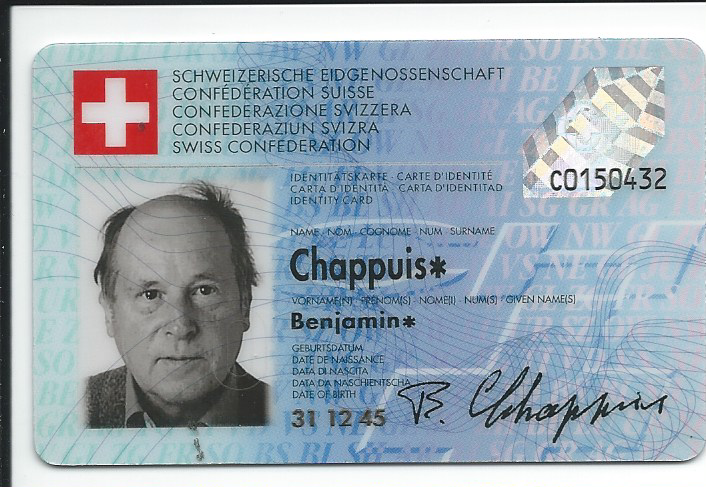 SCHWEIZERISCHE EIDGENOSSENSCHAFT
CONFÉDÉRATION SUISSE
CONFEDERAZIONE SVIZZERA
CONFEDERAZIUN SVIZRA
SWISS CONFEDERATION
IDENTITÄTSKARTE · CARTE D'IDENTITÉ
CARTA D'IDENTITÀ · CARTA D'IDENTITAD
IDENTITY CARD
C0150432
NAME · NOM · COGNOME · NUM · SURNAME
Chappuis*
VORNAME(N) · PRÉNOM(S) · NOME(I) · NUM(S) · GIVEN NAME(S)
Benjamin*
GEBURTSDATUM
DATE DE NAISSANCE
DATA DI NASCITA
DATA DA NASCHIENTSCHA
DATE OF BIRTH
31 12 45
B. Chappuis